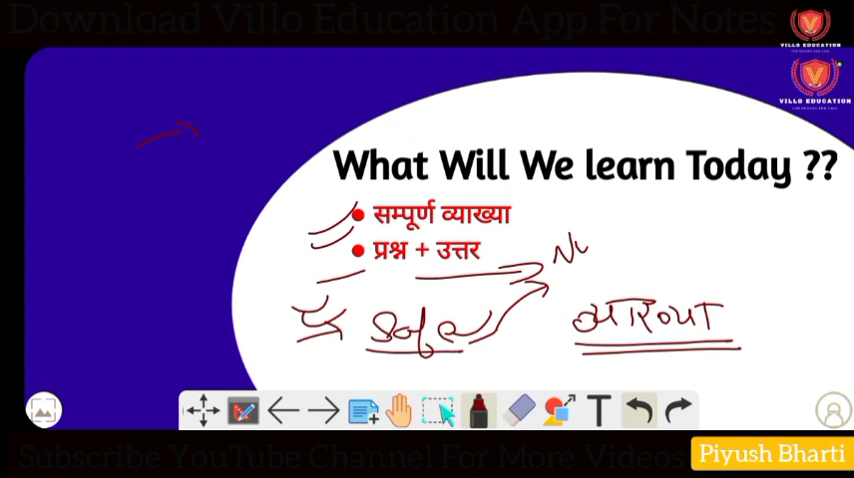 Download Villo Education App For Notes
VILLO EDUCATION
VILLO EDUCATION
What Will We learn Today ??
• सम्पूर्ण व्याख्या
• प्रश्न + उत्तर
T
Subscribe YouTube Channel For More Videos
Piyush Bharti